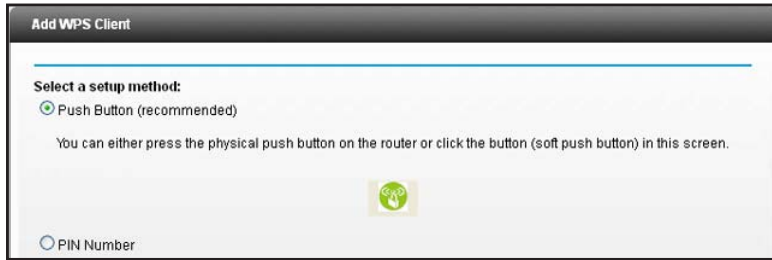 Add WPS Client
Select a setup method:
Push Button (recommended)
You can either press the physical push button on the router or click the button (soft push button) in this screen.
PIN Number